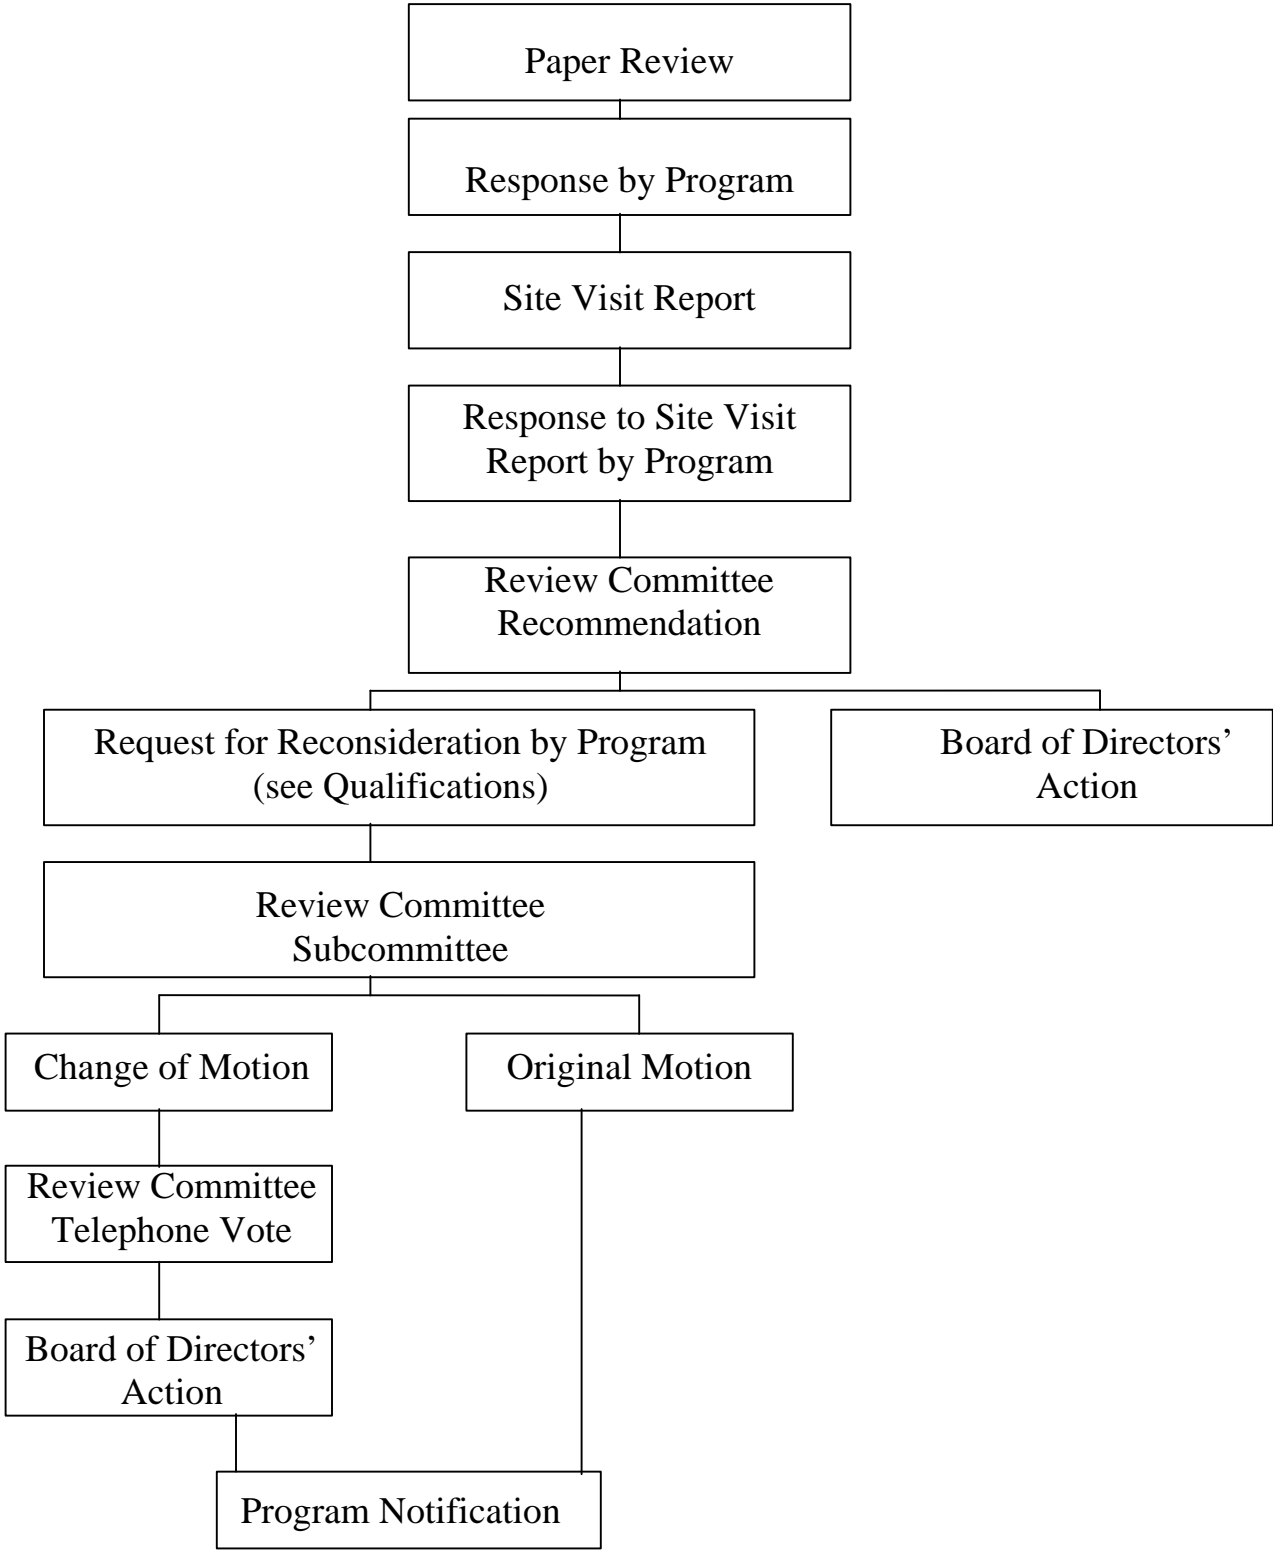 Paper Review
Response by Program
Site Visit Report
Response to Site Visit
Report by Program
Review Committee
Recommendation
Request for Reconsideration by Program
(see Qualifications)
Board of Directors’
Action
Review Committee
Subcommittee
Change of Motion
Original Motion
Review Committee
Telephone Vote
Board of Directors’
Action
Program Notification